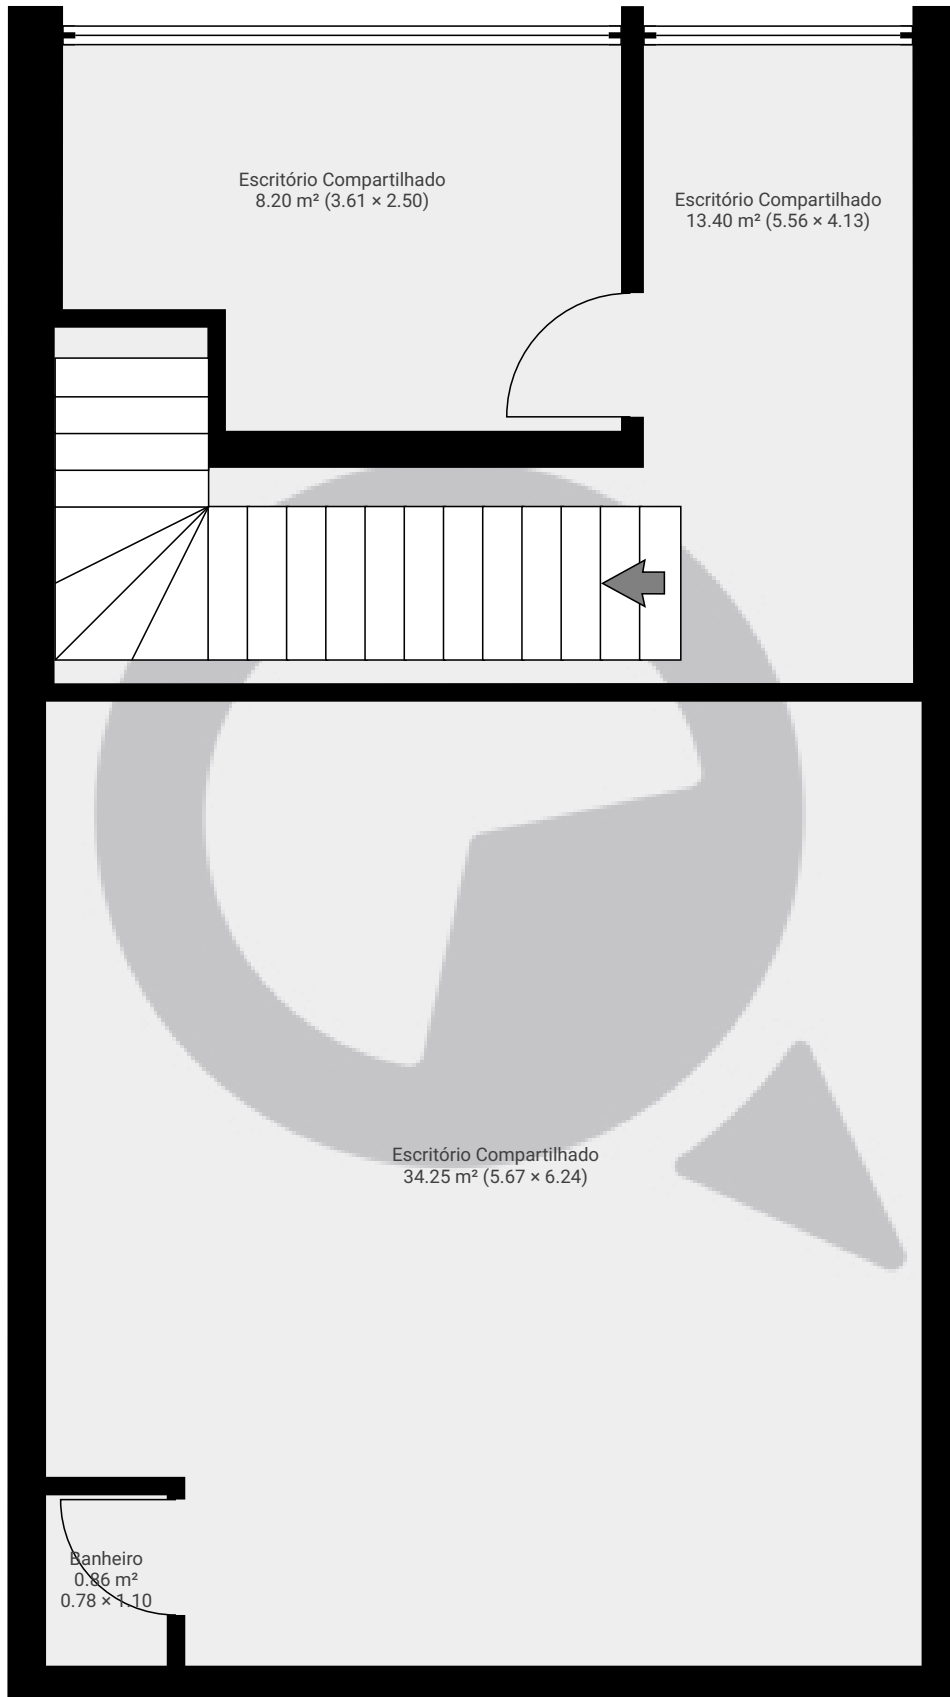 Escritório Compartilhado
8.20 m² (3.61 × 2.50)
Escritório Compartilhado
13.40 m² (5.56 × 4.13)
Escritório Compartilhado
34.25 m² (5.67 × 6.24)
Banheiro
0.86 m²
0.78 × 1.10